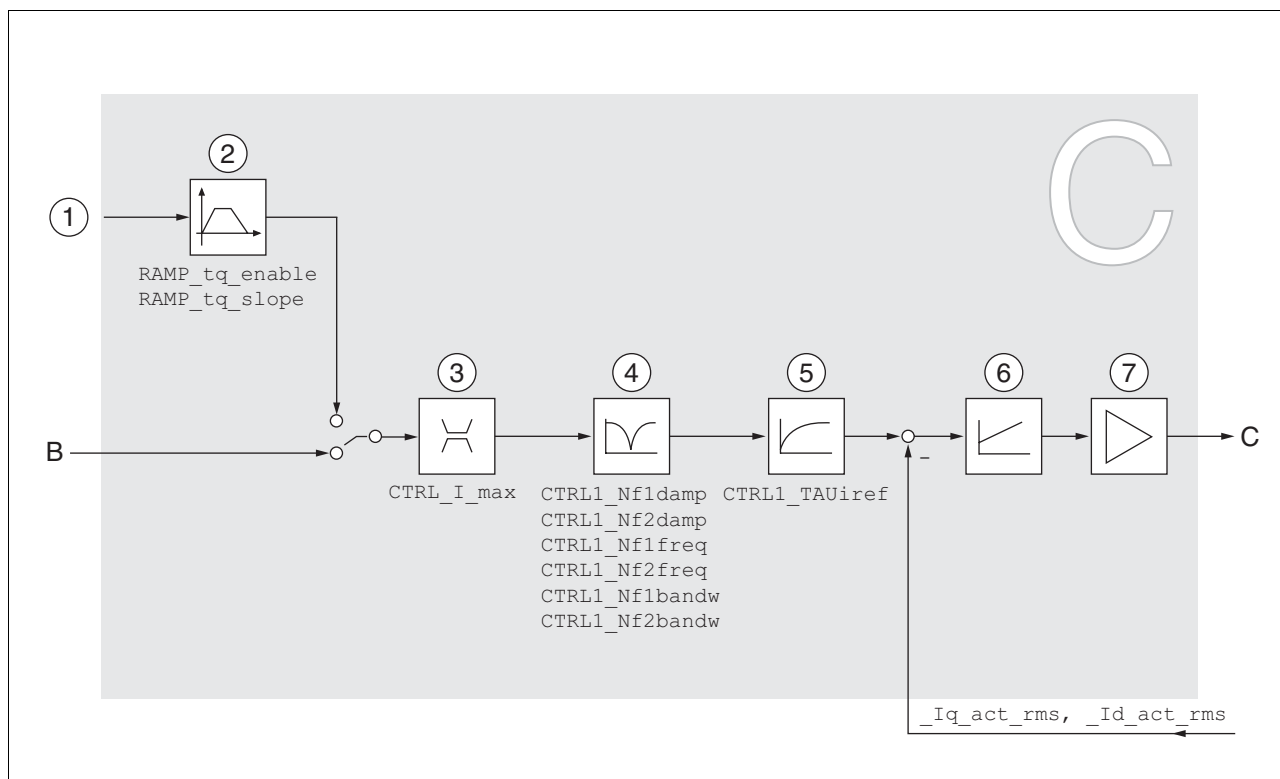 C
2
1
RAMP_tq_enable
RAMP_tq_slope
3
4
5
6
7
B
C
–
CTRL_I_max
CTRL1_Nf1damp
CTRL1_Nf2damp
CTRL1_Nf1freq
CTRL1_Nf2freq
CTRL1_Nf1bandw
CTRL1_Nf2bandw
CTRL1_TAUiref
_Iq_act_rms, _Id_act_rms